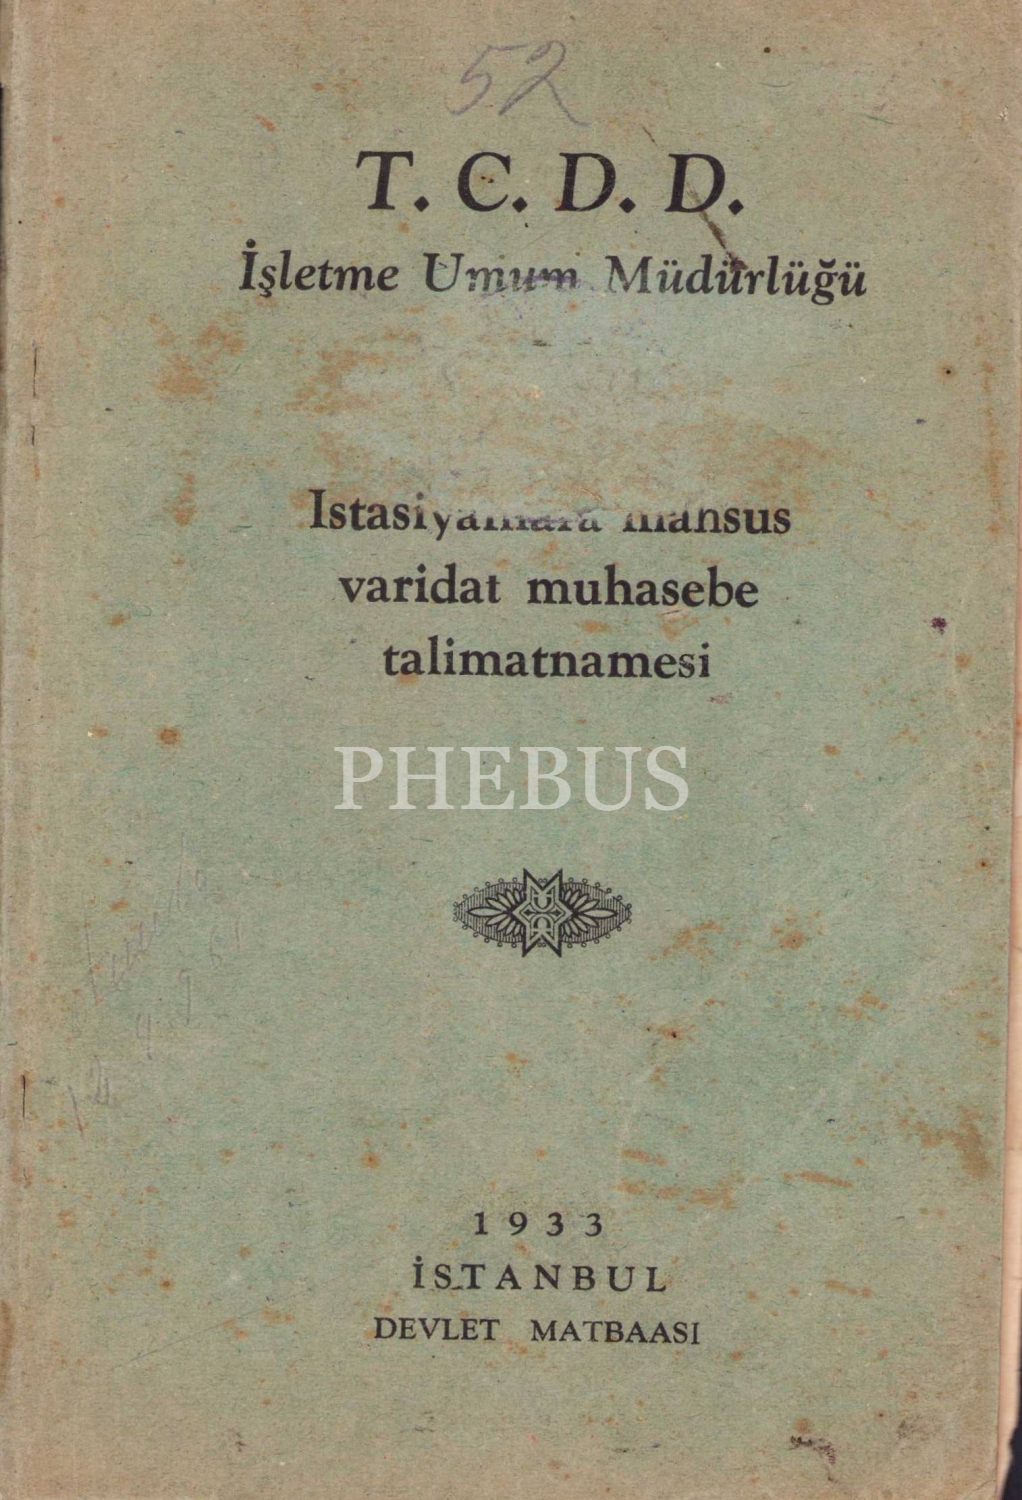 52
T. C. D. D.
İşletme Umum Müdürlüğü
Istasiyonlara mahsus
varidat muhasebe
talimatnamesi
PHEBUS
1933
İSTANBUL
DEVLET MATBAASI